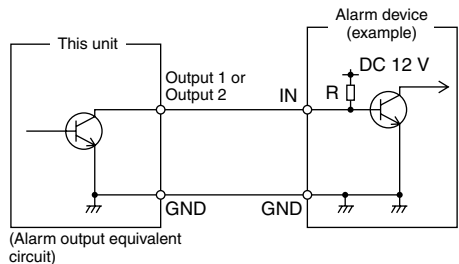 Alarm device
(example)
This unit
DC 12 V
Output 1 or
Output 2
IN
R
GND
GND
(Alarm output equivalent
circuit)